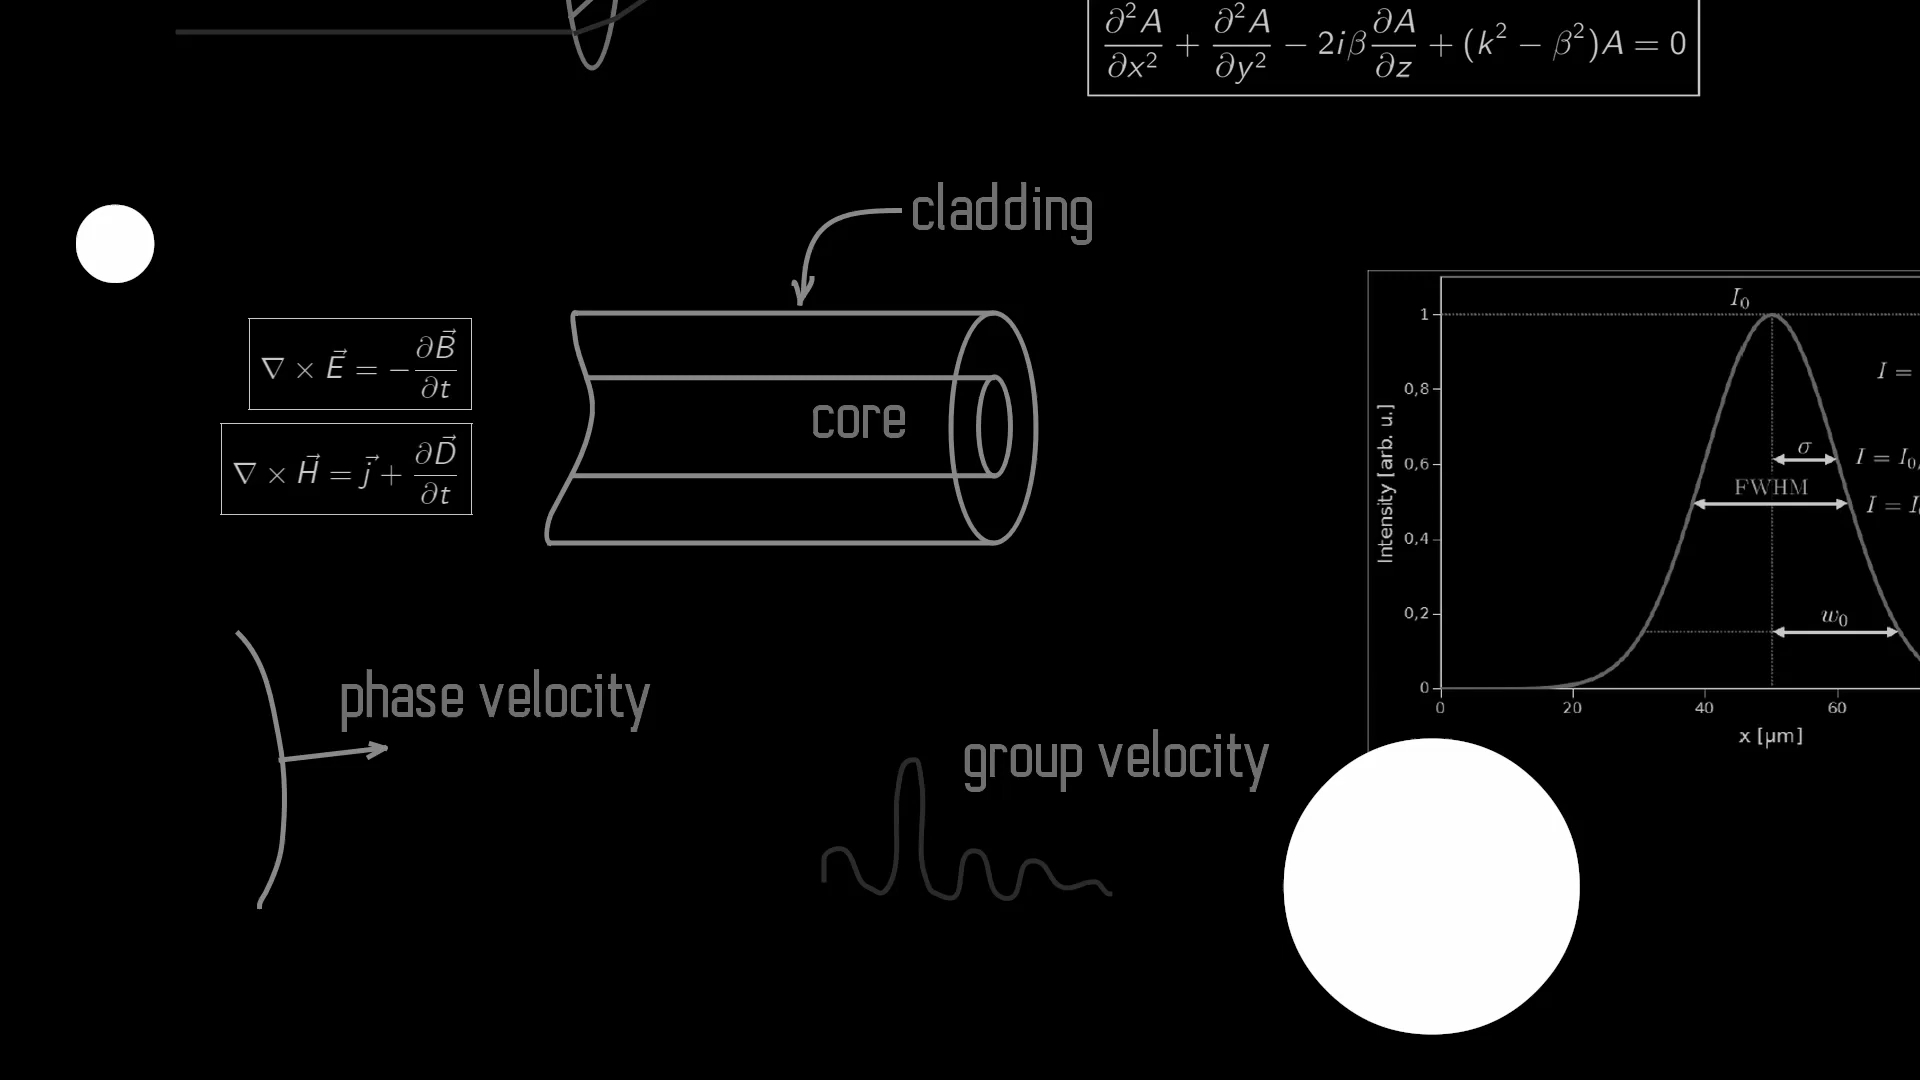 ∂²A/∂x² + ∂²A/∂y² − 2iβ ∂A/∂z + (k² − β²)A = 0
cladding
core
∇ × E⃗ = −∂B⃗/∂t
∇ × H⃗ = j⃗ + ∂D⃗/∂t
phase velocity
group velocity
I₀
1
0,8
0,6
0,4
0,2
0
Intensity [arb. u.]
I =
σ
I = I₀
FWHM
I =
w₀
0
20
40
60
x [µm]